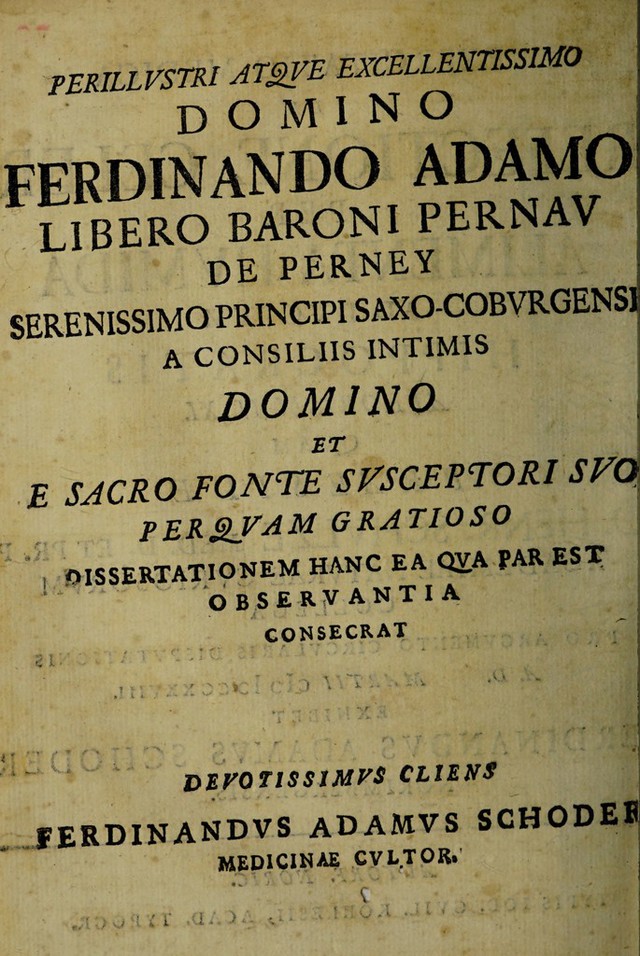 PERILLVSTRI ATQVE EXCELLENTISSIMO
DOMINO
FERDINANDO ADAMO
LIBERO BARONI PERNAV
DE PERNEY
SERENISSIMO PRINCIPI SAXO-COBVRGENSI
A CONSILIIS INTIMIS
DOMINO
ET
E SACRO FONTE SVSCEPTORI SVO
PERQVAM GRATIOSO
DISSERTATIONEM HANC EA QVA PAR EST
OBSERVANTIA
CONSECRAT
DEVOTISSIMVS CLIENS
FERDINANDVS ADAMVS SCHODER
MEDICINAE CVLTOR.